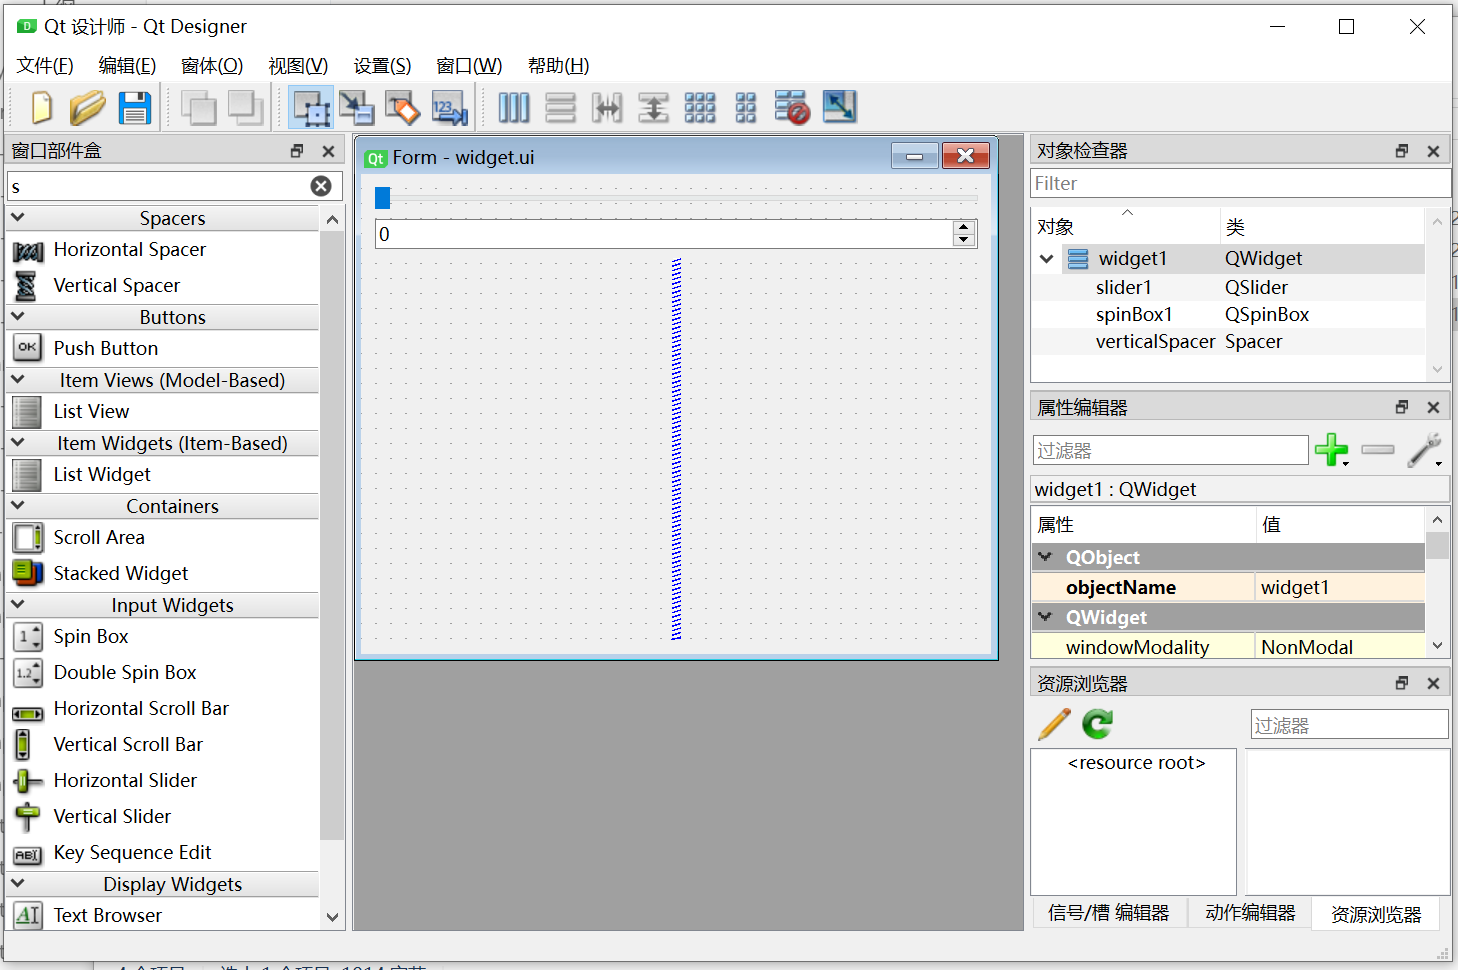 Qt 设计师 - Qt Designer
文件(F) 编辑(E) 窗体(O) 视图(V) 设置(S) 窗口(W) 帮助(H)
窗口部件盒
s
Spacers
Horizontal Spacer
Vertical Spacer
Buttons
OK Push Button
Item Views (Model-Based)
List View
Item Widgets (Item-Based)
List Widget
Containers
Scroll Area
Stacked Widget
Input Widgets
1 Spin Box
1.2 Double Spin Box
Horizontal Scroll Bar
Vertical Scroll Bar
Horizontal Slider
Vertical Slider
Key Sequence Edit
Display Widgets
AI Text Browser
Qt Form - widget.ui
0
对象检查器
Filter
对象 类
widget1 QWidget
slider1 QSlider
spinBox1 QSpinBox
verticalSpacer Spacer
属性编辑器
过滤器
widget1 : QWidget
属性 值
QObject
objectName widget1
QWidget
windowModality NonModal
资源浏览器
过滤器
<resource root>
信号/槽 编辑器 动作编辑器 资源浏览器